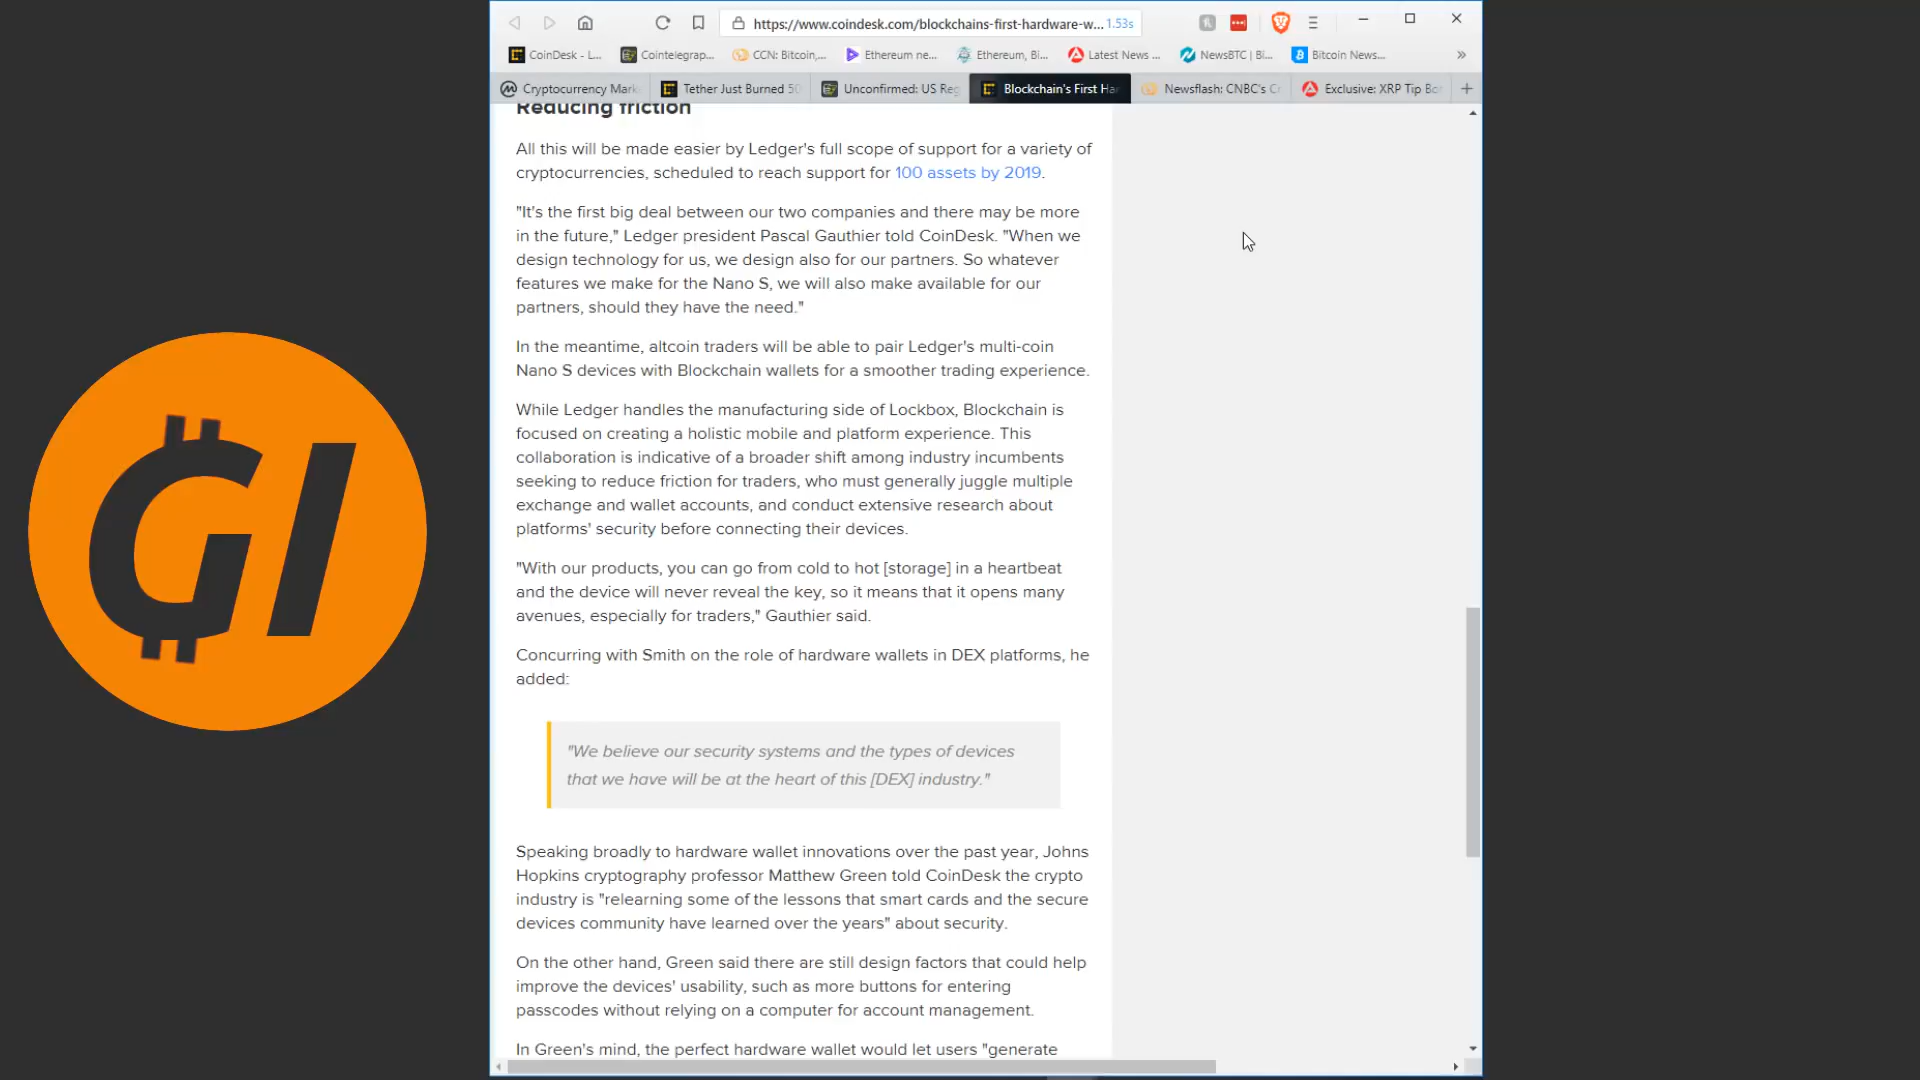 https://www.coindesk.com/blockchains-first-hardware-w... 1.53s
CoinDesk - L...
Cointelegrap...
CCN: Bitcoin,...
Ethereum ne...
Ethereum, Bi...
Latest News ...
NewsBTC | Bi...
Bitcoin News...
Cryptocurrency Mark
Tether Just Burned 50
Unconfirmed: US Reg
Blockchain's First Ha
Newsflash: CNBC's C
Exclusive: XRP Tip Bo
Reducing friction
All this will be made easier by Ledger's full scope of support for a variety of
cryptocurrencies, scheduled to reach support for 100 assets by 2019.
"It's the first big deal between our two companies and there may be more
in the future," Ledger president Pascal Gauthier told CoinDesk. "When we
design technology for us, we design also for our partners. So whatever
features we make for the Nano S, we will also make available for our
partners, should they have the need."
In the meantime, altcoin traders will be able to pair Ledger's multi-coin
Nano S devices with Blockchain wallets for a smoother trading experience.
While Ledger handles the manufacturing side of Lockbox, Blockchain is
focused on creating a holistic mobile and platform experience. This
collaboration is indicative of a broader shift among industry incumbents
seeking to reduce friction for traders, who must generally juggle multiple
exchange and wallet accounts, and conduct extensive research about
platforms' security before connecting their devices.
"With our products, you can go from cold to hot [storage] in a heartbeat
and the device will never reveal the key, so it means that it opens many
avenues, especially for traders," Gauthier said.
Concurring with Smith on the role of hardware wallets in DEX platforms, he
added:
"We believe our security systems and the types of devices
that we have will be at the heart of this [DEX] industry."
Speaking broadly to hardware wallet innovations over the past year, Johns
Hopkins cryptography professor Matthew Green told CoinDesk the crypto
industry is "relearning some of the lessons that smart cards and the secure
devices community have learned over the years" about security.
On the other hand, Green said there are still design factors that could help
improve the devices' usability, such as more buttons for entering
passcodes without relying on a computer for account management.
In Green's mind, the perfect hardware wallet would let users "generate
GI